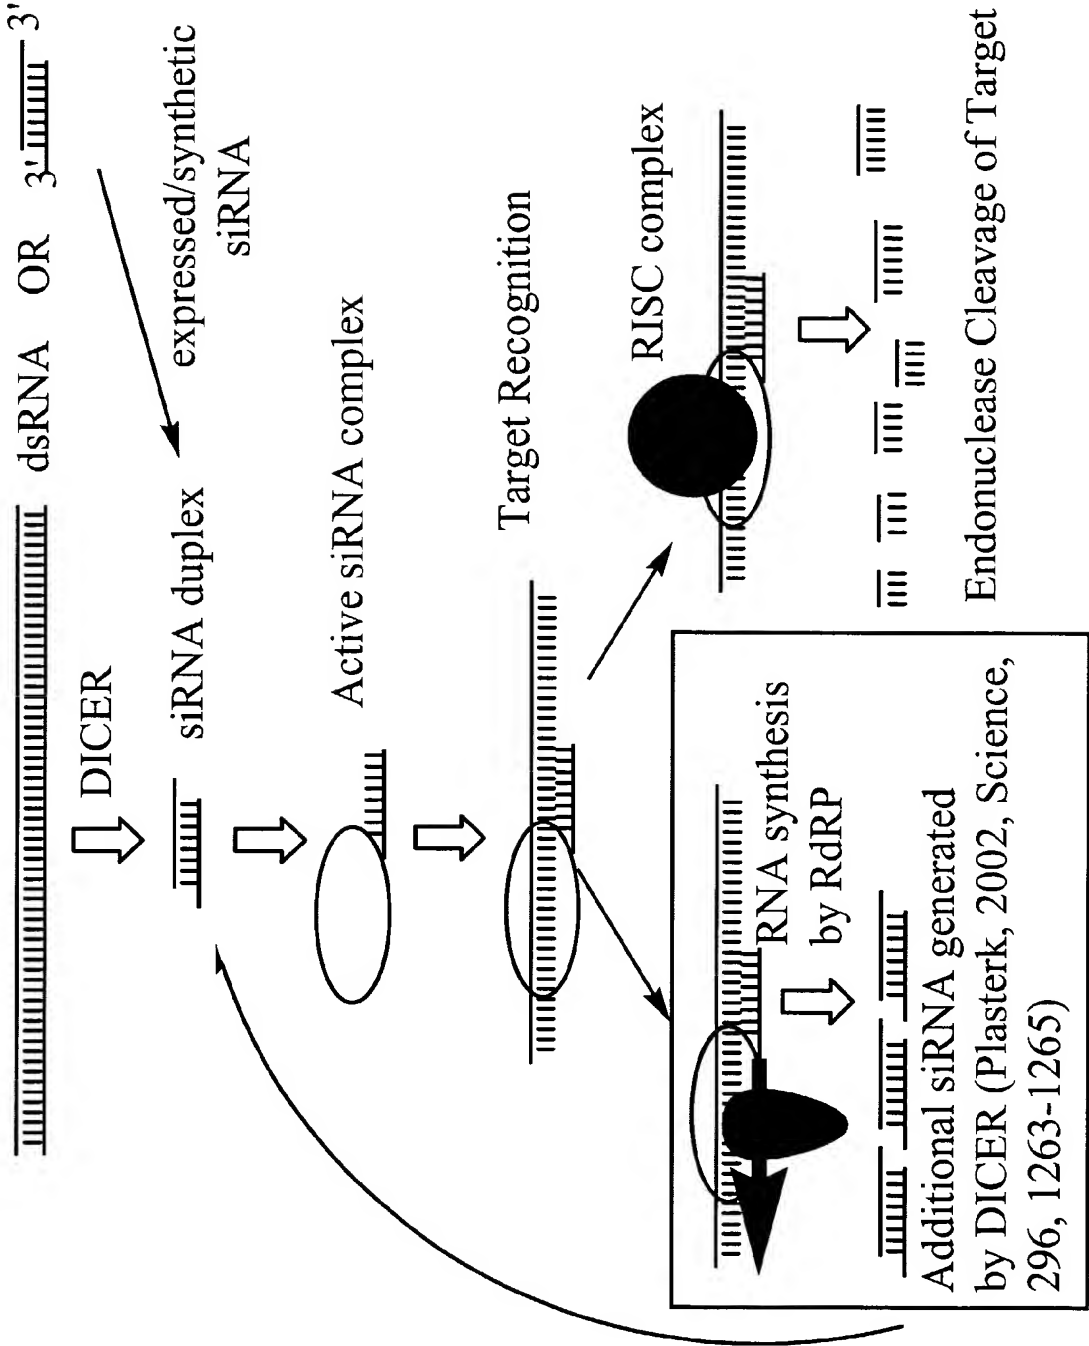 dsRNA OR
3' 3'
DICER
siRNA duplex
expressed/synthetic
siRNA
Active siRNA complex
Target Recognition
RISC complex
RNA synthesis
by RdRP
Additional siRNA generated
by DICER (Plasterk, 2002, Science,
296, 1263-1265)
Endonuclease Cleavage of Target